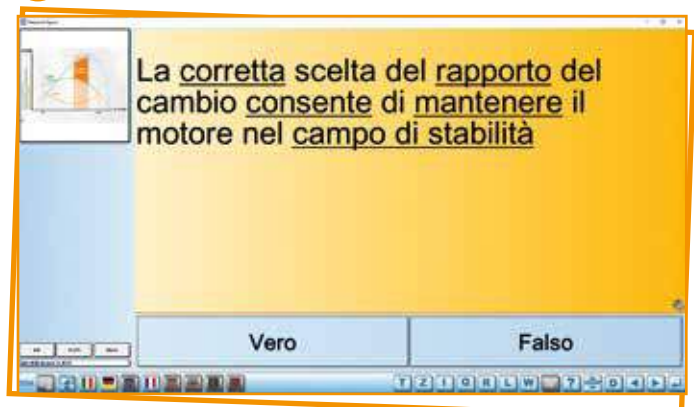 La corretta scelta del rapporto del
cambio consente di mantenere il
motore nel campo di stabilità
Vero
Falso
T Z I Q R L W ? D